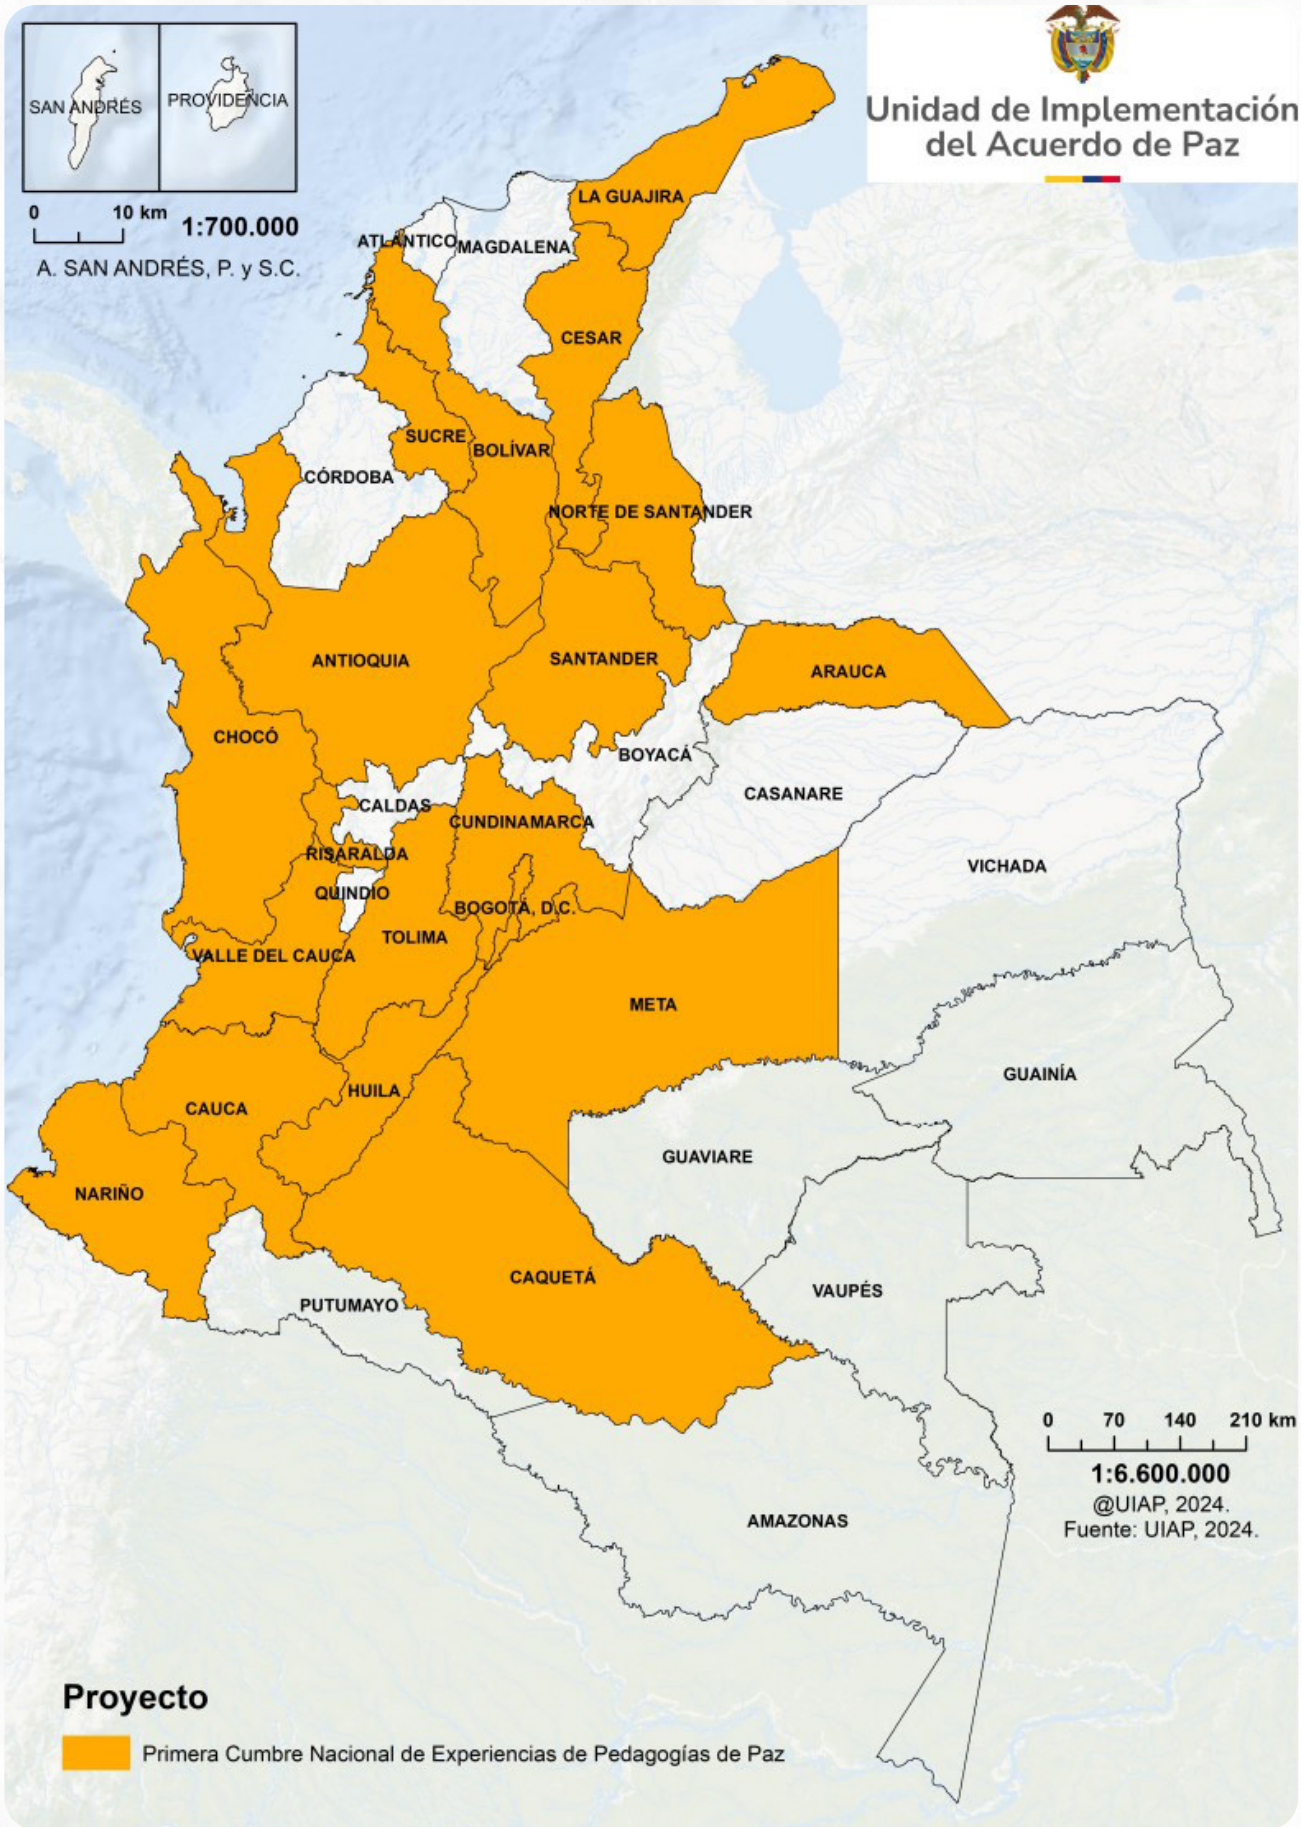 SAN ANDRÉS
PROVIDENCIA
0 10 km
1:700.000
A. SAN ANDRÉS, P. y S.C.
Unidad de Implementación
del Acuerdo de Paz
LA GUAJIRA
ATLÁNTICO
MAGDALENA
CESAR
SUCRE
BOLÍVAR
CÓRDOBA
NORTE DE SANTANDER
ANTIOQUIA
SANTANDER
ARAUCA
CHOCÓ
BOYACÁ
CASANARE
CALDAS
CUNDINAMARCA
RISARALDA
VICHADA
QUINDIO
BOGOTÁ, D.C.
TOLIMA
VALLE DEL CAUCA
META
GUAINÍA
HUILA
CAUCA
GUAVIARE
NARIÑO
CAQUETÁ
VAUPÉS
PUTUMAYO
0 70 140 210 km
1:6.600.000
@UIAP, 2024.
Fuente: UIAP, 2024.
AMAZONAS
Proyecto
Primera Cumbre Nacional de Experiencias de Pedagogías de Paz